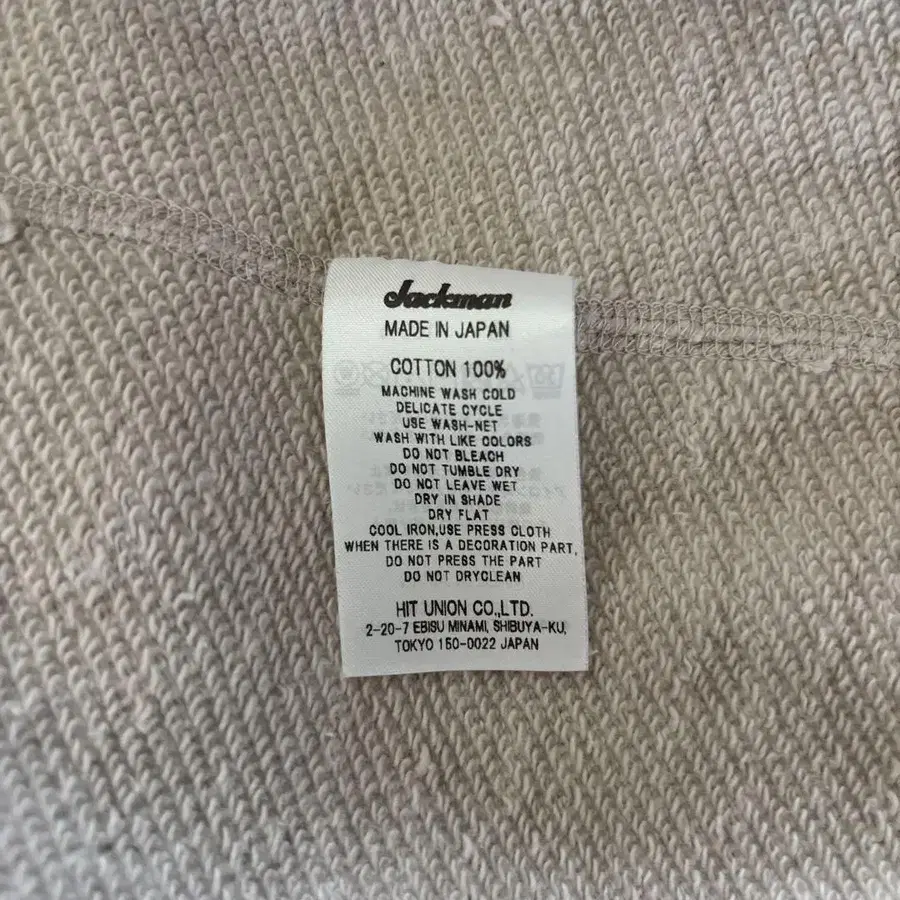 Jackman
MADE IN JAPAN
COTTON 100%
MACHINE WASH COLD
DELICATE CYCLE
USE WASH-NET
WASH WITH LIKE COLORS
DO NOT BLEACH
DO NOT TUMBLE DRY
DO NOT LEAVE WET
DRY IN SHADE
DRY FLAT
COOL IRON,USE PRESS CLOTH
WHEN THERE IS A DECORATION PART,
DO NOT PRESS THE PART
DO NOT DRYCLEAN
HIT UNION CO.,LTD.
2-20-7 EBISU MINAMI, SHIBUYA-KU,
TOKYO 150-0022 JAPAN